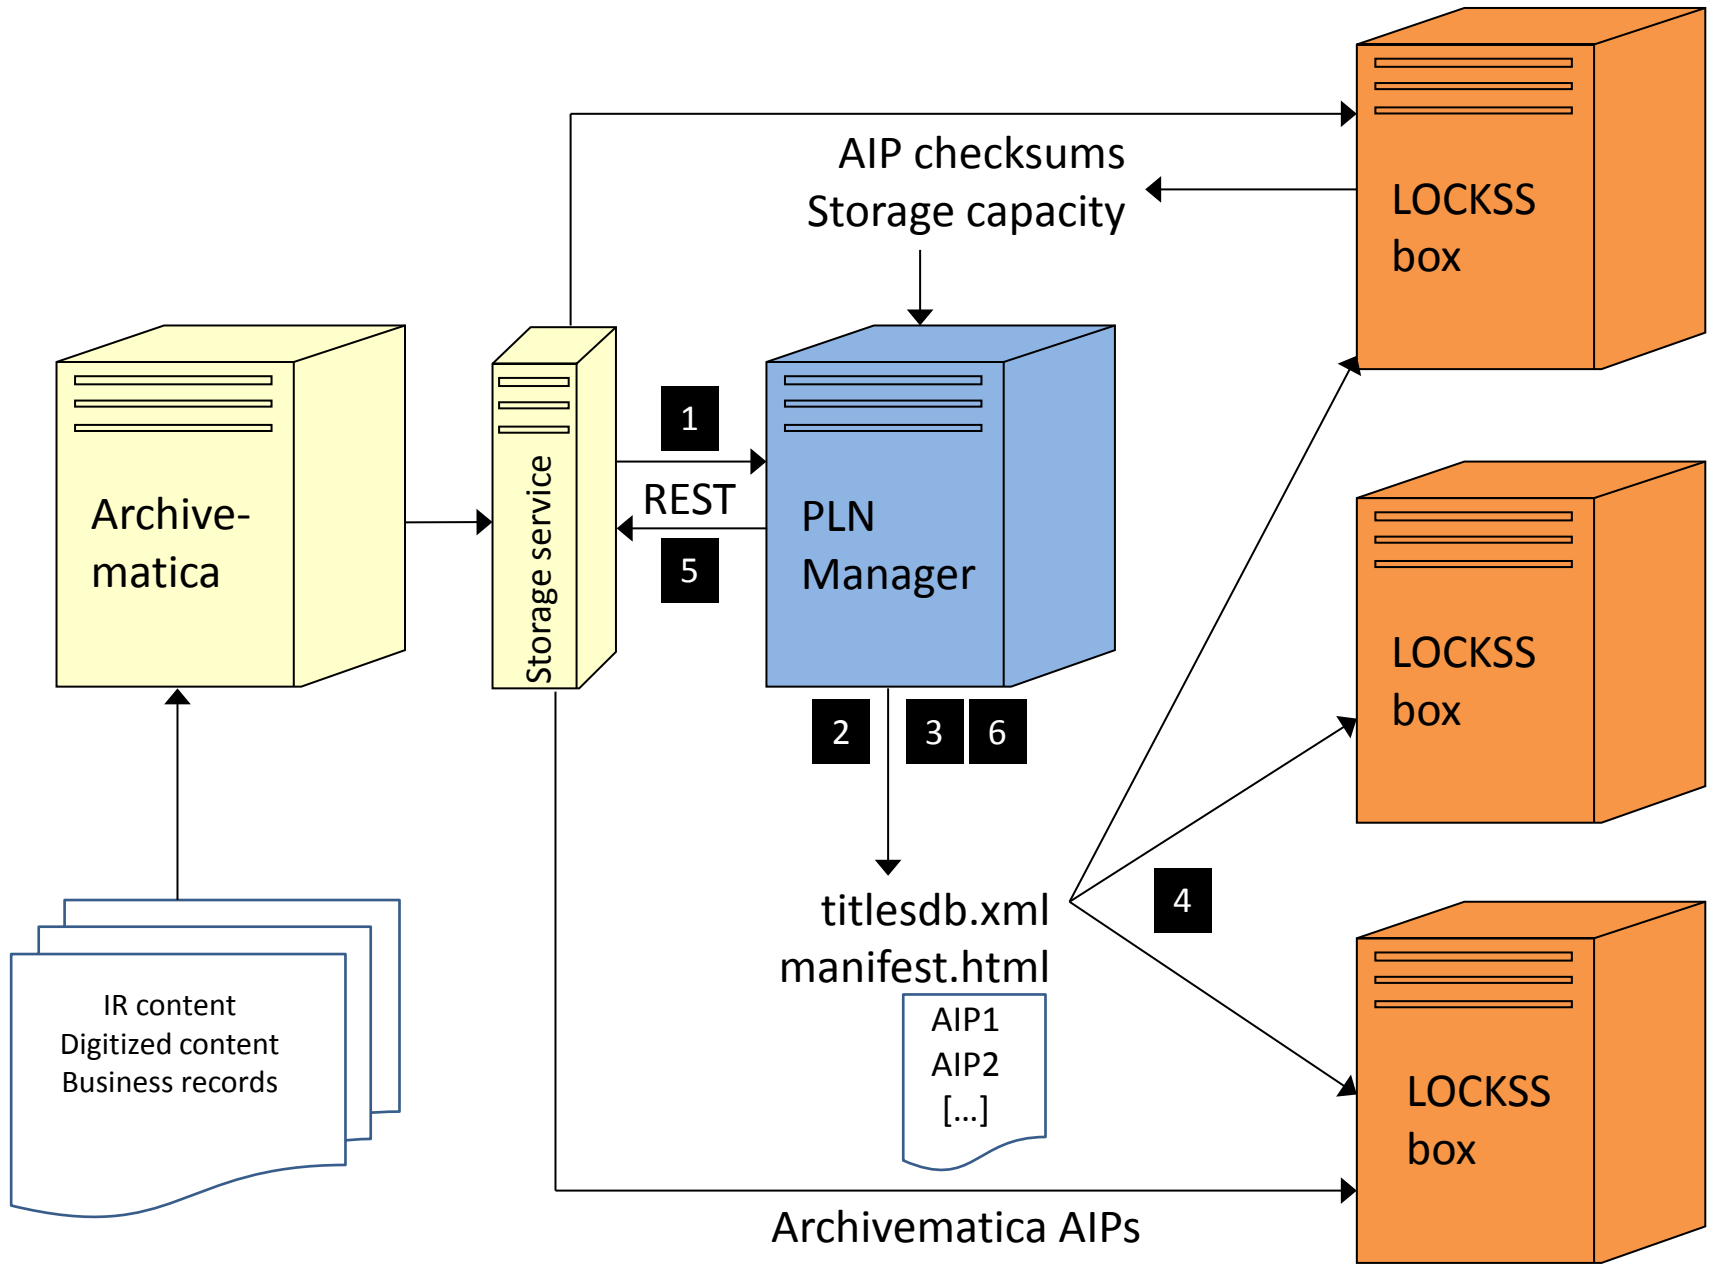 AIP checksums
Storage capacity
LOCKSS
box
Archive-
matica
Storage service
1
REST
5
PLN
Manager
LOCKSS
box
2
3
6
4
titlesdb.xml
manifest.html
AIP1
AIP2
[...]
IR content
Digitized content
Business records
LOCKSS
box
Archivematica AIPs